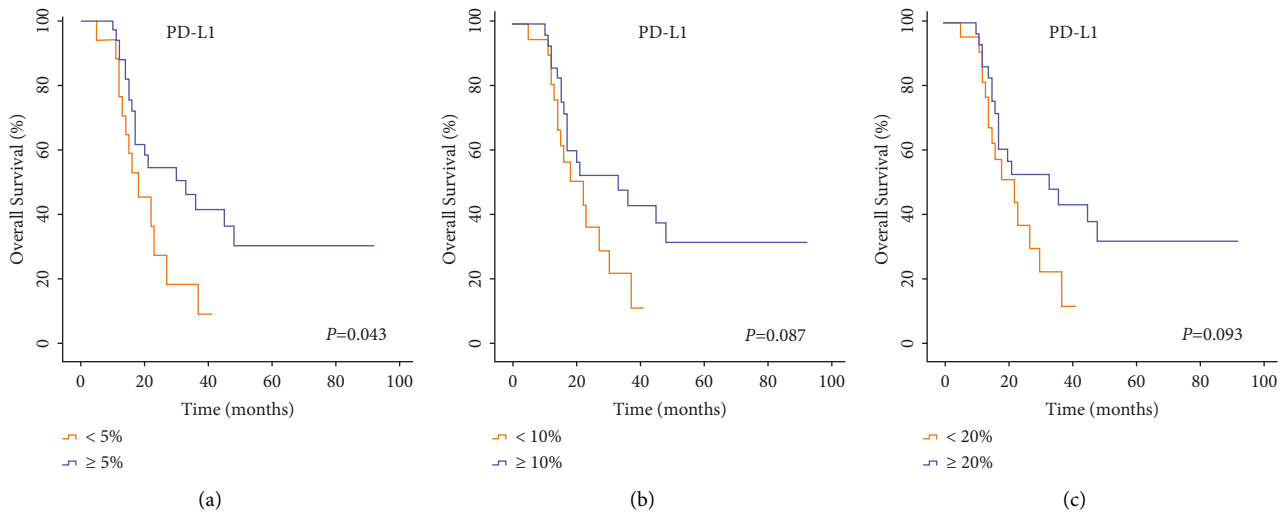 PD-L1
Overall Survival (%)
100
80
60
40
20
0
P=0.043
0 20 40 60 80 100
Time (months)
< 5%
≥ 5%
(a)
PD-L1
Overall Survival (%)
100
80
60
40
20
0
P=0.087
0 20 40 60 80 100
Time (months)
< 10%
≥ 10%
(b)
PD-L1
Overall Survival (%)
100
80
60
40
20
0
P=0.093
0 20 40 60 80 100
Time (months)
< 20%
≥ 20%
(c)